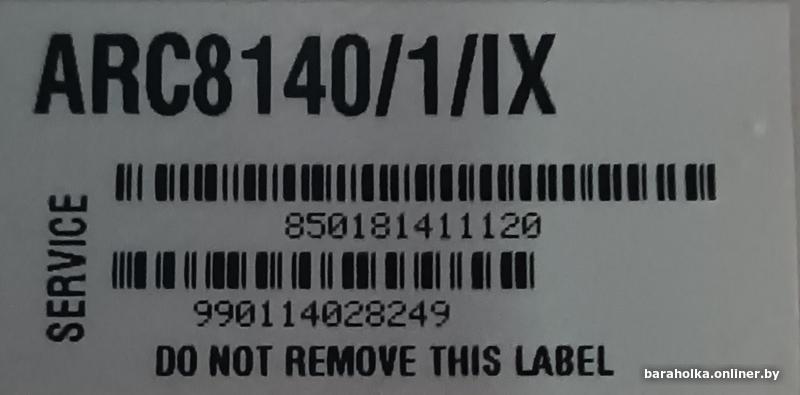 ARC8140/1/IX
SERVICE
850181411120
990114028249
DO NOT REMOVE THIS LABEL
baraholka.onliner.by